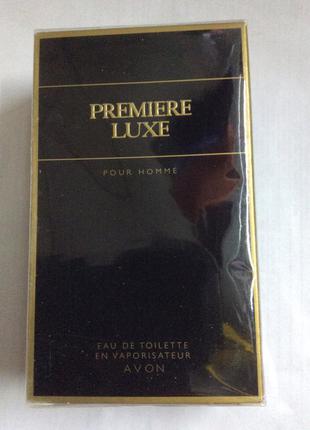 PREMIERE
LUXE
POUR HOMME
EAU DE TOILETTE
EN VAPORISATEUR
AVON